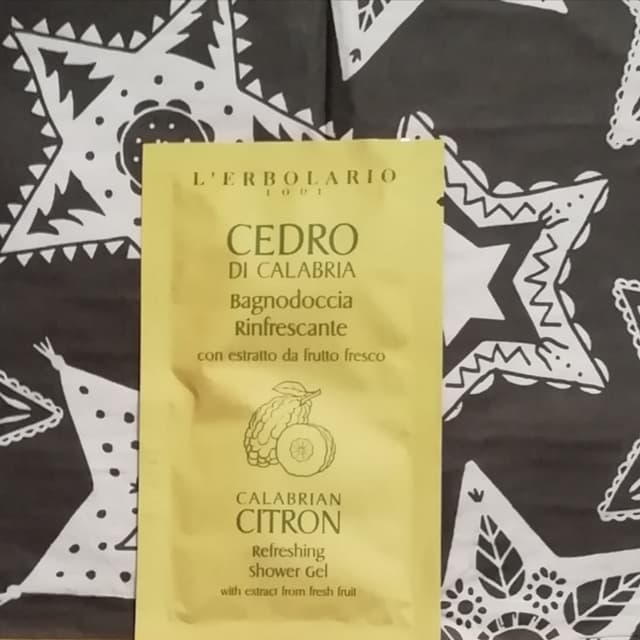 L'ERBOLARIO
CEDRO
DI CALABRIA
Bagnodoccia
Rinfrescante
con estratto da frutto fresco
CALABRIAN
CITRON
Refreshing
Shower Gel
with extract from fresh fruit